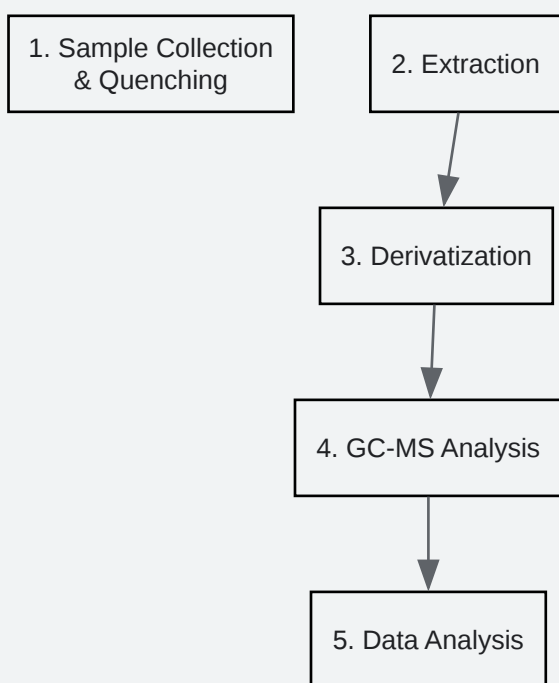 1. Sample Collection
& Quenching
2. Extraction
3. Derivatization
4. GC-MS Analysis
5. Data Analysis